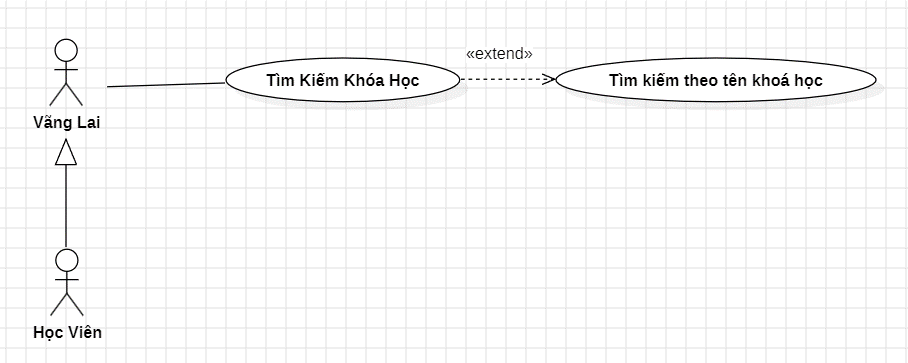 «extend»
Tìm Kiếm Khóa Học
Tìm kiếm theo tên khoá học
Vãng Lai
Học Viên